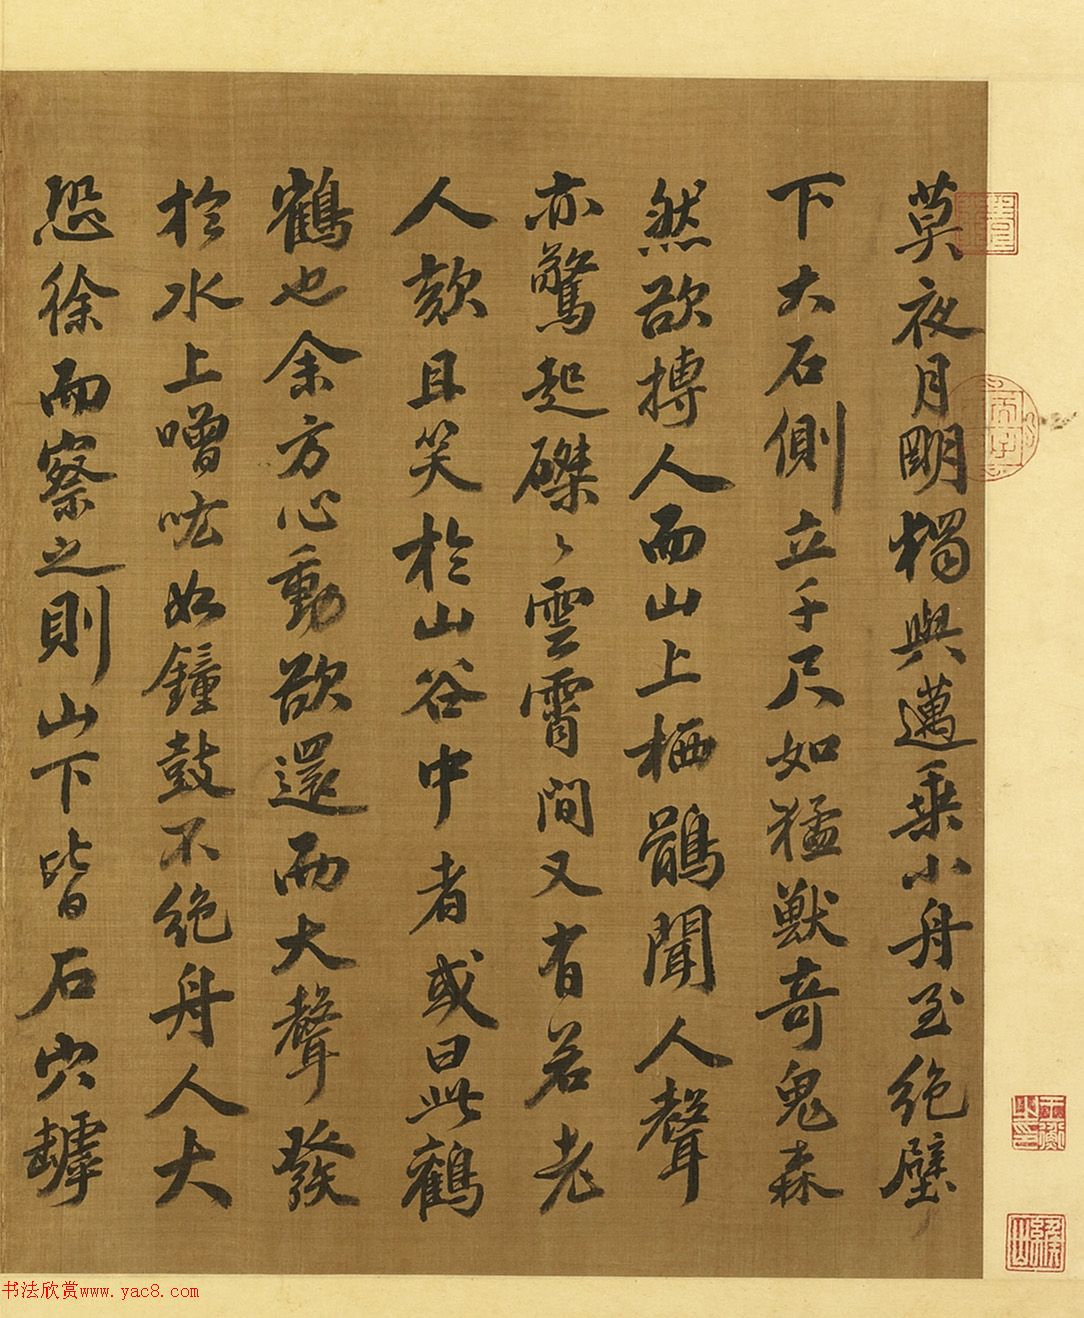 莫夜月明獨與邁乗小舟至絶壁
下大石側立千尺如猛獸奇鬼森
然欲搏人而山上栖鶻聞人聲
亦驚起磔〻雲霄間又有若老
人欬且笑於山谷中者或曰此鸛
鶴也余方心動欲還而大聲發
於水上噌吰如鐘鼓不絶舟人大
恐徐而察之則山下皆石穴罅
书法欣赏www.yac8.com